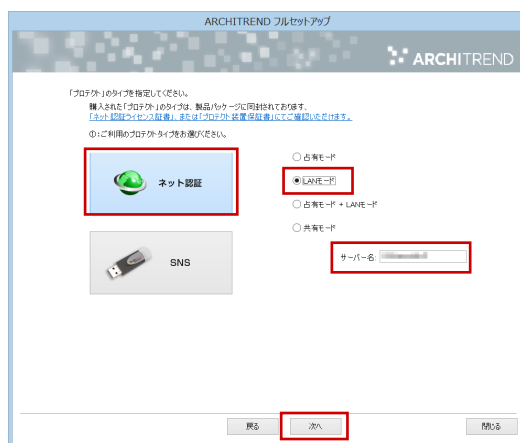 ARCHITREND フルセットアップ
ARCHITREND
「プロテクト」のタイプを指定してください。
購入された「プロテクト」のタイプは、製品パッケージに同封されております、
「ネット認証ライセンス証書」、または「プロテクト装置保証書」にてご確認いただけます。
①:ご利用のプロテクトタイプをお選びください。
ネット認証
SNS
占有モード
LANモード
占有モード + LANモード
共有モード
サーバー名:
戻る
次へ
閉じる